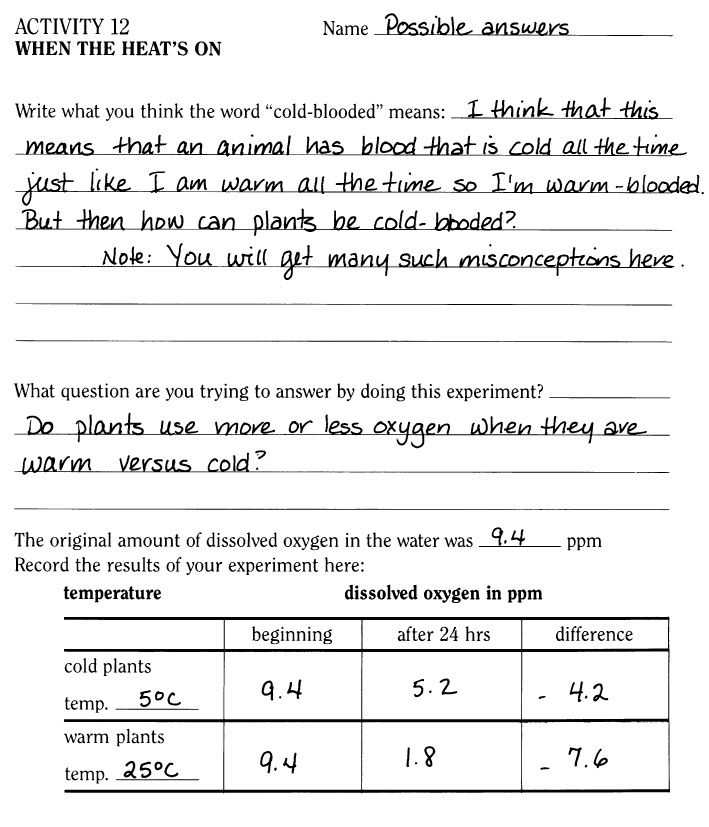 ACTIVITY 12 Name Possible answers
WHEN THE HEAT'S ON
Write what you think the word “cold-blooded” means: I think that this
means that an animal has blood that is cold all the time
just like I am warm all the time so I'm warm-blooded.
But then how can plants be cold-blooded?
Note: You will get many such misconceptions here.
What question are you trying to answer by doing this experiment?
Do plants use more or less oxygen when they are
warm versus cold?
The original amount of dissolved oxygen in the water was 9.4 ppm
Record the results of your experiment here:
temperature dissolved oxygen in ppm
beginning after 24 hrs difference
cold plants
temp. 5°C 9.4 5.2 - 4.2
warm plants
temp. 25°C 9.4 1.8 - 7.6